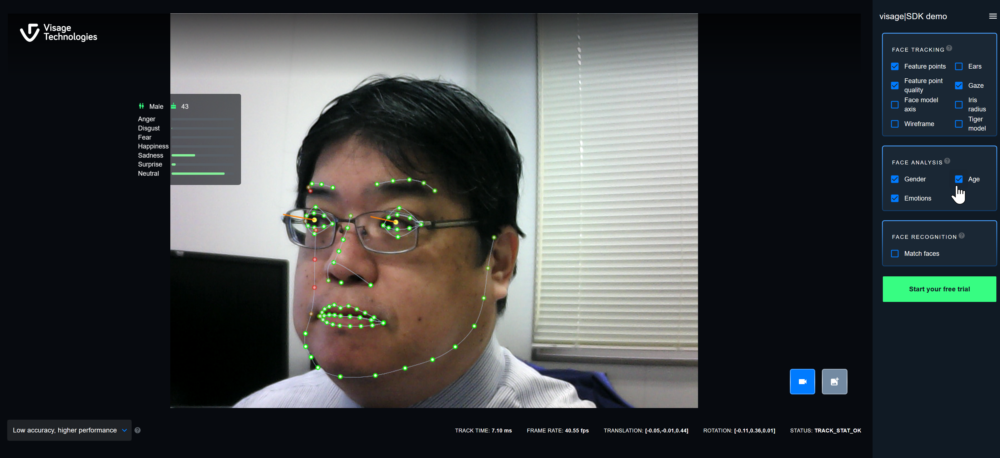 Visage
Technologies
Male 43
Anger
Disgust
Fear
Happiness
Sadness
Surprise
Neutral
visage|SDK demo
FACE TRACKING ?
Feature points
Ears
Feature point
quality
Gaze
Face model
axis
Iris
radius
Wireframe
Tiger
model
FACE ANALYSIS ?
Gender
Age
Emotions
FACE RECOGNITION ?
Match faces
Start your free trial
Low accuracy, higher performance ?
TRACK TIME: 7.10 ms FRAME RATE: 40.55 fps TRANSLATION: [-0.05,-0.01,0.44] ROTATION: [-0.11,0.36,0.01] STATUS: TRACK_STAT_OK